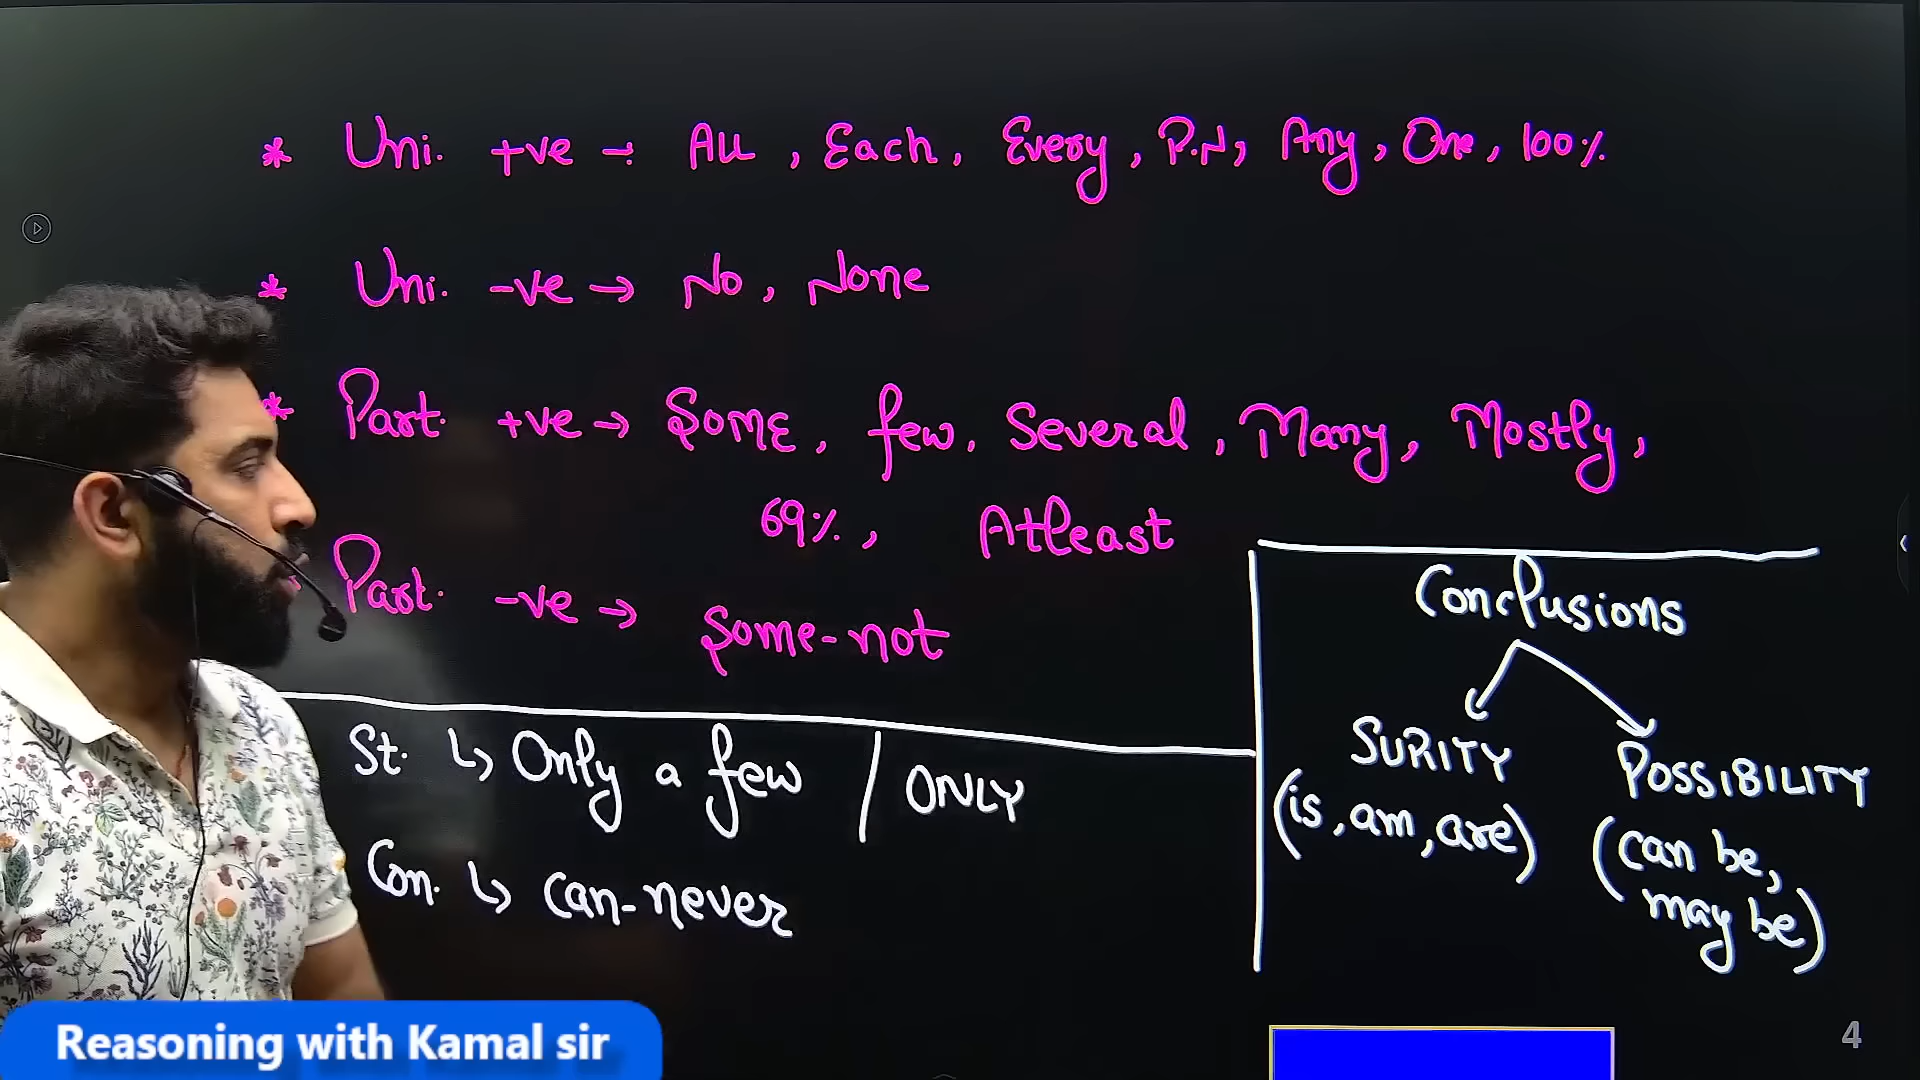 * Uni. +ve → All, Each, Every, P.N, Any, One, 100%
* Uni. -ve → No, None
* Part. +ve → Some, few, Several, Many, Mostly,
69%, Atleast
Part. -ve → Some-not
St. ↳ Only a few / ONLY
Con. ↳ can-never
Conclusions
SURITY
(is, am, are)
POSSIBILITY
(can be,
may be)
Reasoning with Kamal sir
4